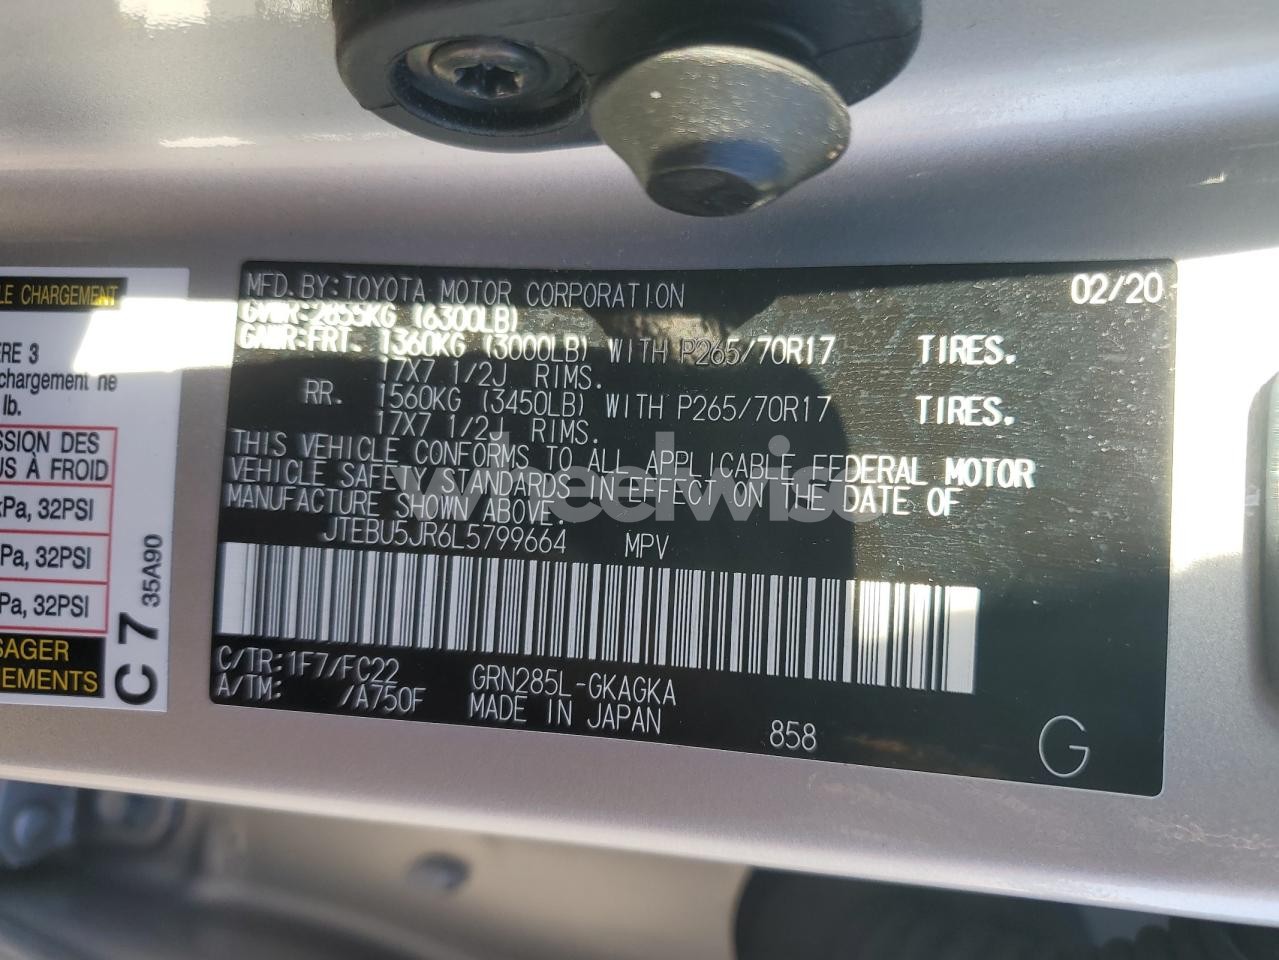 LE CHARGEMENT
ERE 3
chargement ne
lb.
SSION DES
US À FROID
kPa, 32PSI
Pa, 32PSI
Pa, 32PSI
SAGER
EMENTS
C 7 35A90
MFD. BY: TOYOTA MOTOR CORPORATION 02/20
GVWR: 2855KG (6300LB)
GAWR: FRT. 1360KG (3000LB) WITH P265/70R17 TIRES.
17X7 1/2J RIMS.
RR. 1560KG (3450LB) WITH P265/70R17 TIRES.
17X7 1/2J RIMS.
THIS VEHICLE CONFORMS TO ALL APPLICABLE FEDERAL MOTOR
VEHICLE SAFETY STANDARDS IN EFFECT ON THE DATE OF
MANUFACTURE SHOWN ABOVE.
wheelwise
JTEBU5JR6L5799664 MPV
C/TR: 1F7/FC22 GRN285L-GKAGKA
A/TM: /A750F MADE IN JAPAN 858 G